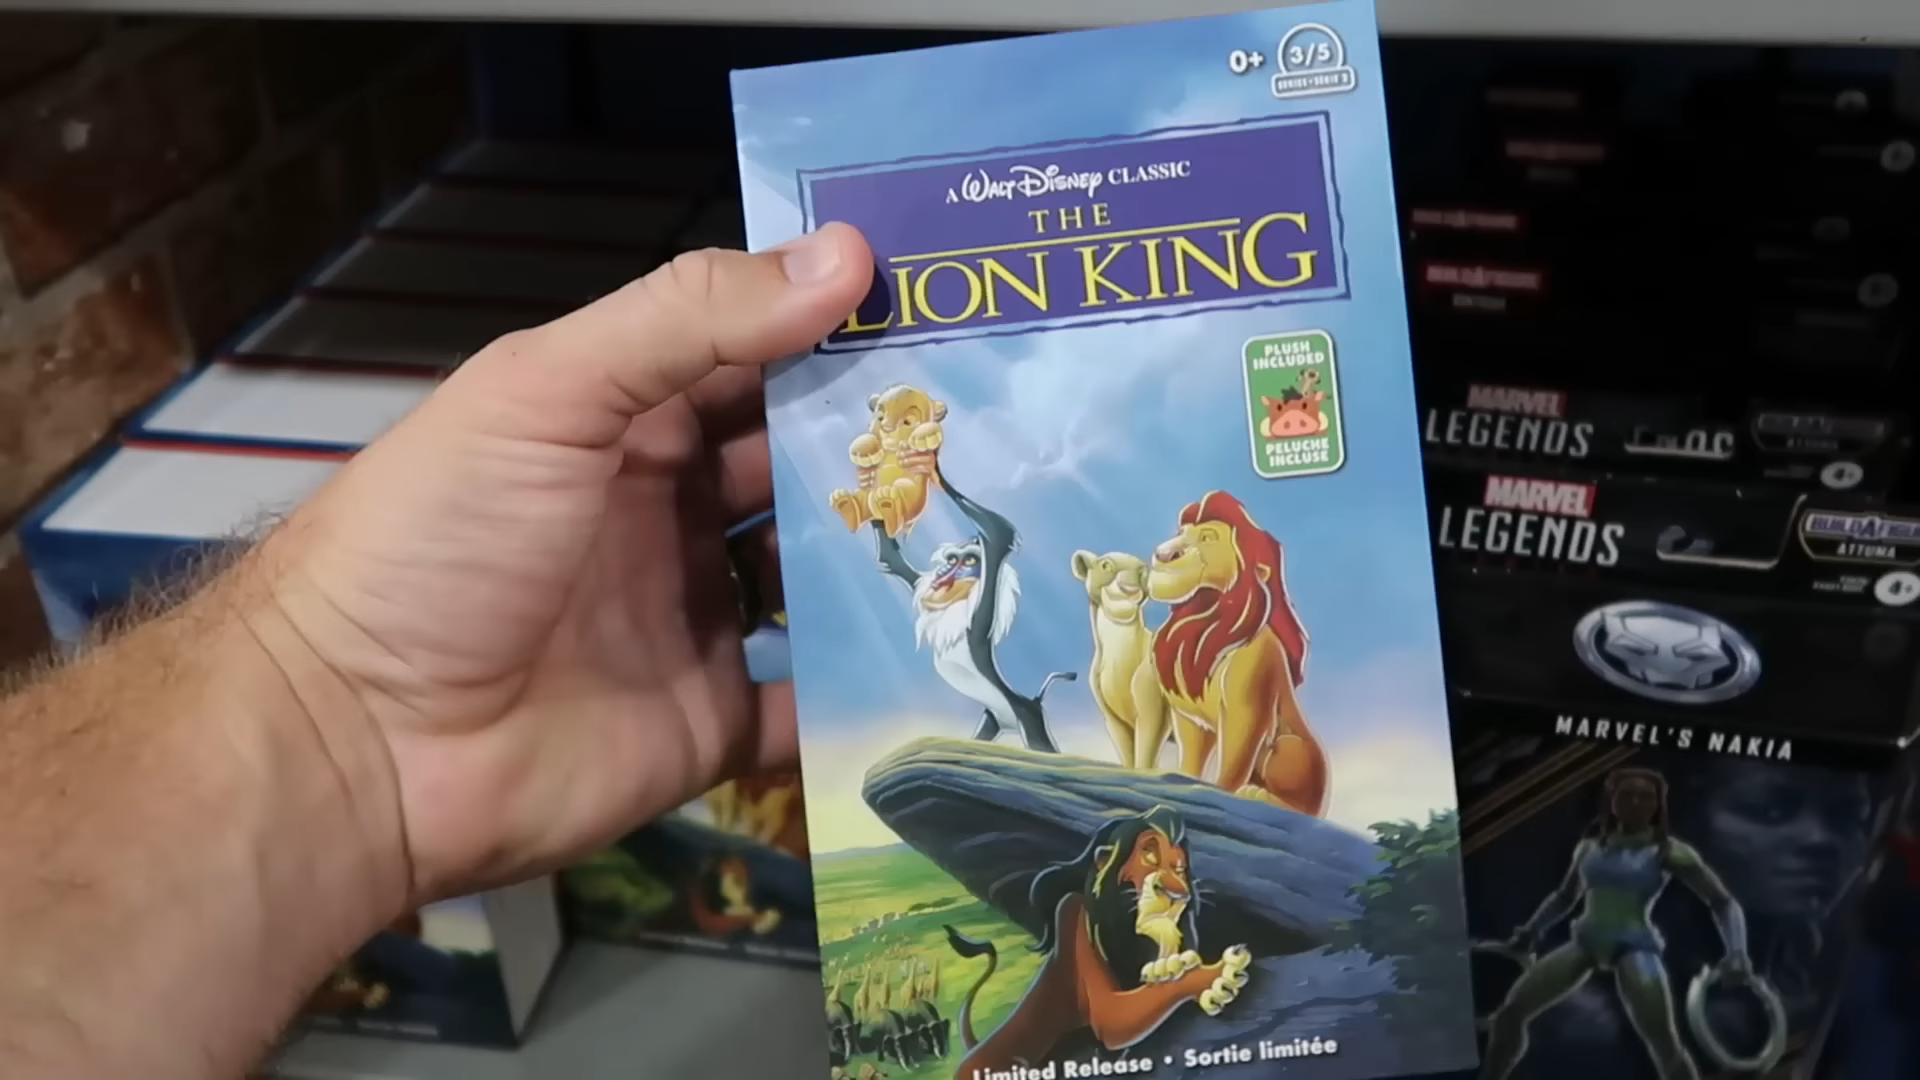 0+
3/5
A WALT DISNEY CLASSIC
THE
LION KING
PLUSH
INCLUDED
PELUCHE
INCLUSE
Limited Release • Sortie limitée
MARVEL
LEGENDS
MARVEL
LEGENDS
ATTUMA
4+
4+
MARVEL'S NAKIA